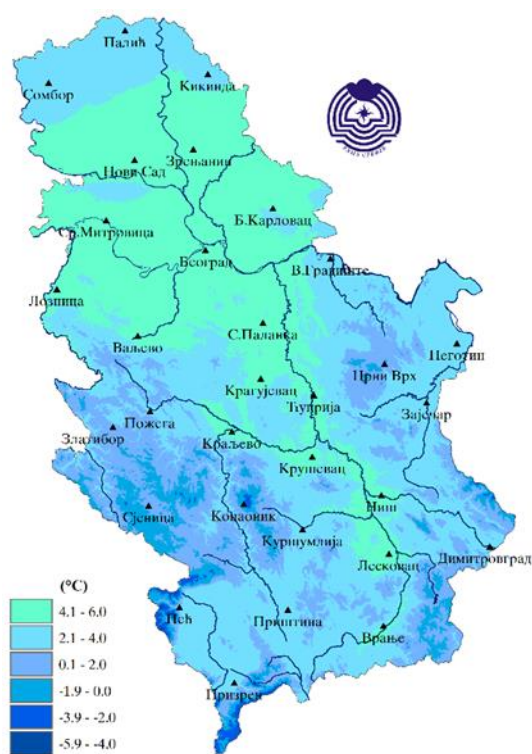 Палић
Сомбор
Кикинда
Нови Сад
Зрењанин
Б.Карловац
Ср.Митровица
Београд
В.Градиште
Лозница
С.Паланка
Ваљево
Неготин
Црни Врх
Крагујевац
Ћуприја
Зајечар
Пожега
Златибор
Краљево
Крушевац
Ниш
Сјеница
Копаоник
Куршумлија
Димитровград
Лесковац
(°C)
4.1 - 6.0
2.1 - 4.0
0.1 - 2.0
-1.9 - 0.0
-3.9 - -2.0
-5.9 - -4.0
Пећ
Приштина
Врање
Призрен